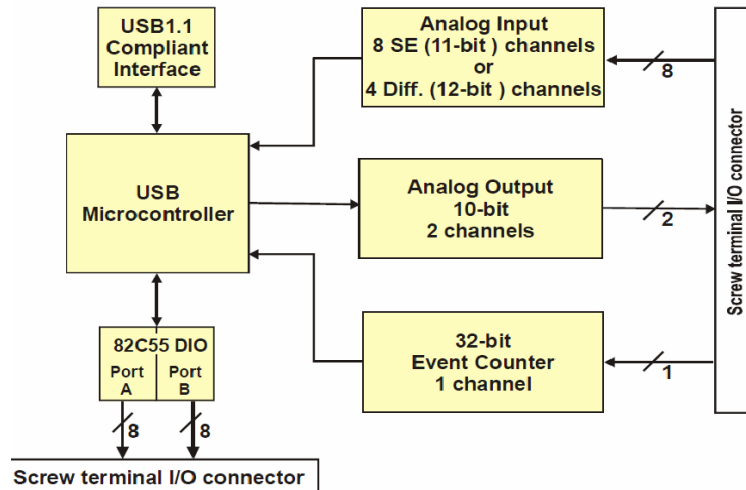 USB1.1
Compliant
Interface
Analog Input
8 SE (11-bit ) channels
or
4 Diff. (12-bit ) channels
8
USB
Microcontroller
Analog Output
10-bit
2 channels
2
Screw terminal I/O connector
82C55 DIO
Port
A
Port
B
32-bit
Event Counter
1 channel
1
8
8
Screw terminal I/O connector